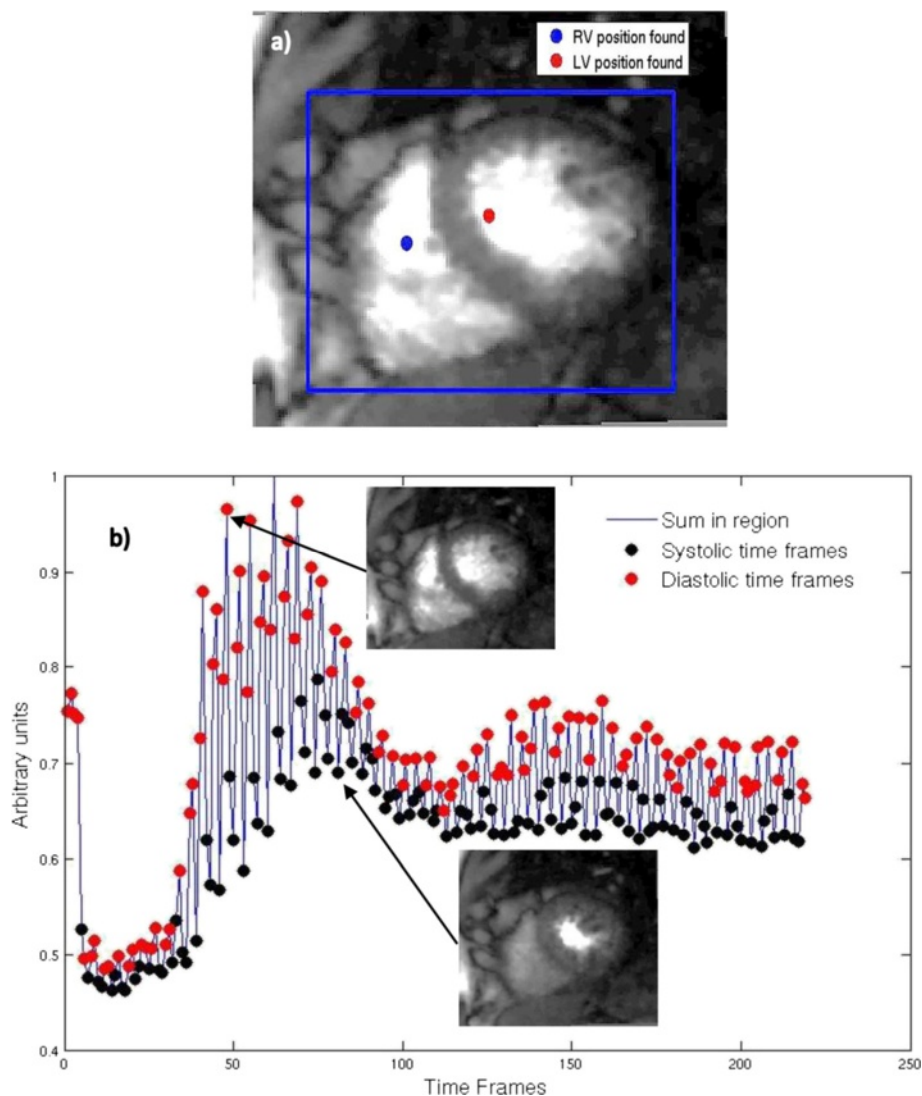 a)
RV position found
LV position found
b)
Sum in region
Systolic time frames
Diastolic time frames
1
0.9
0.8
0.7
0.6
0.5
0.4
Arbitrary units
0 50 100 150 200 250
Time Frames